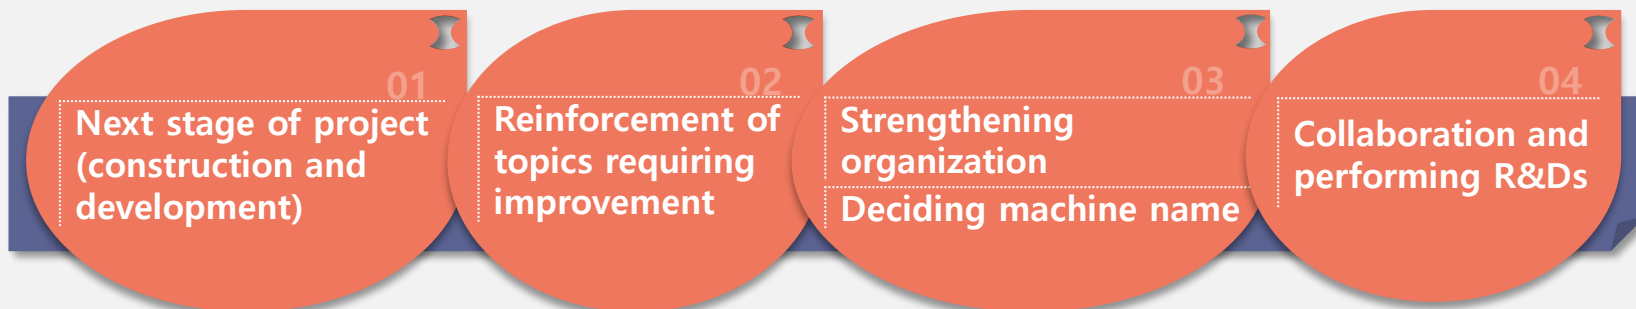 01
Next stage of project
(construction and
development)
02
Reinforcement of
topics requiring
improvement
03
Strengthening
organization
Deciding machine name
04
Collaboration and
performing R&Ds